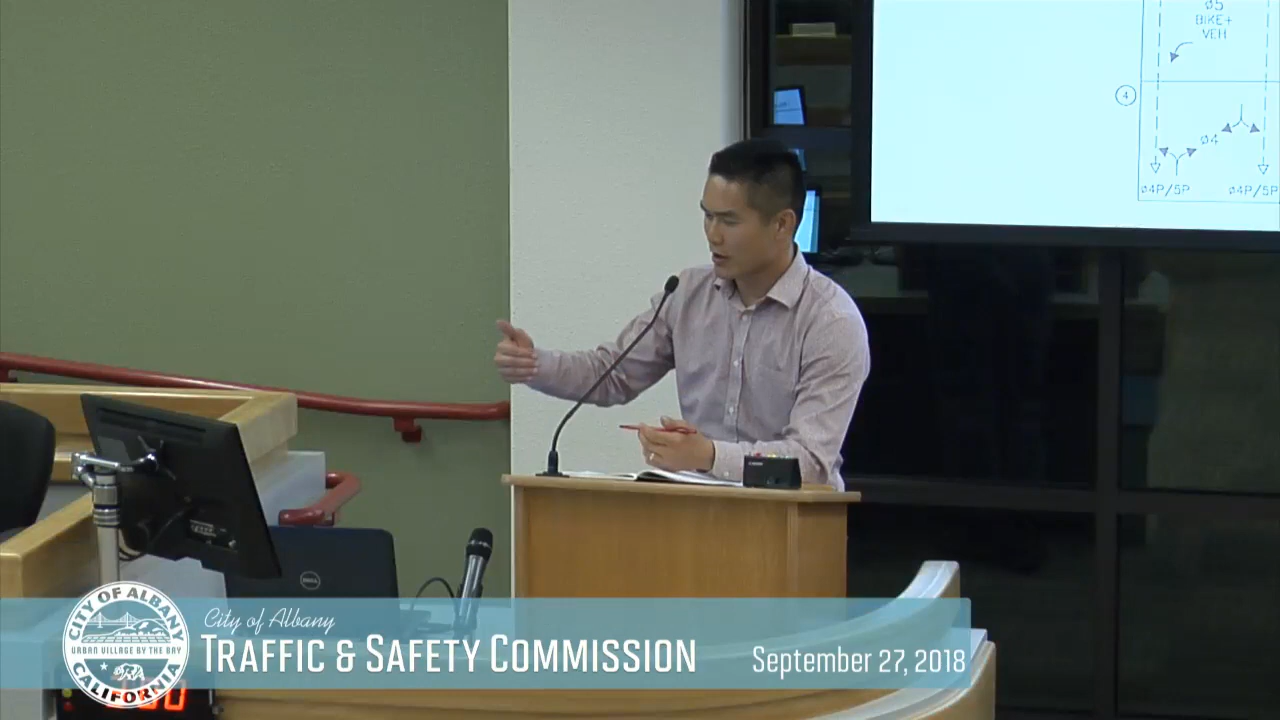 ø5
BIKE+
VEH
4
ø4
ø4P/5P
ø4P/5P
DELL
CITY OF ALBANY
URBAN VILLAGE BY THE BAY
CALIFORNIA
City of Albany
TRAFFIC & SAFETY COMMISSION
September 27, 2018